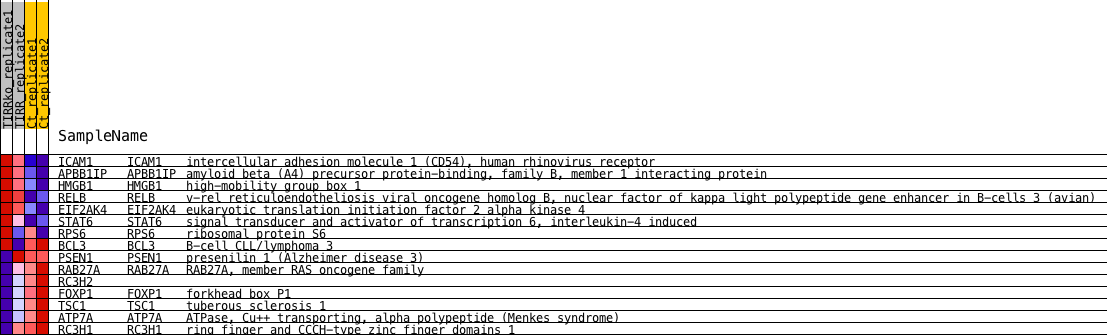 TIRRko_replicate1
TIRR_replicate2
Ct_replicate1
Ct_replicate2
SampleName
ICAM1 ICAM1 intercellular adhesion molecule 1 (CD54), human rhinovirus receptor
APBB1IP APBB1IP amyloid beta (A4) precursor protein-binding, family B, member 1 interacting protein
HMGB1 HMGB1 high-mobility group box 1
RELB RELB v-rel reticuloendotheliosis viral oncogene homolog B, nuclear factor of kappa light polypeptide gene enhancer in B-cells 3 (avian)
EIF2AK4 EIF2AK4 eukaryotic translation initiation factor 2 alpha kinase 4
STAT6 STAT6 signal transducer and activator of transcription 6, interleukin-4 induced
RPS6 RPS6 ribosomal protein S6
BCL3 BCL3 B-cell CLL/lymphoma 3
PSEN1 PSEN1 presenilin 1 (Alzheimer disease 3)
RAB27A RAB27A RAB27A, member RAS oncogene family
RC3H2
FOXP1 FOXP1 forkhead box P1
TSC1 TSC1 tuberous sclerosis 1
ATP7A ATP7A ATPase, Cu++ transporting, alpha polypeptide (Menkes syndrome)
RC3H1 RC3H1 ring finger and CCCH-type zinc finger domains 1